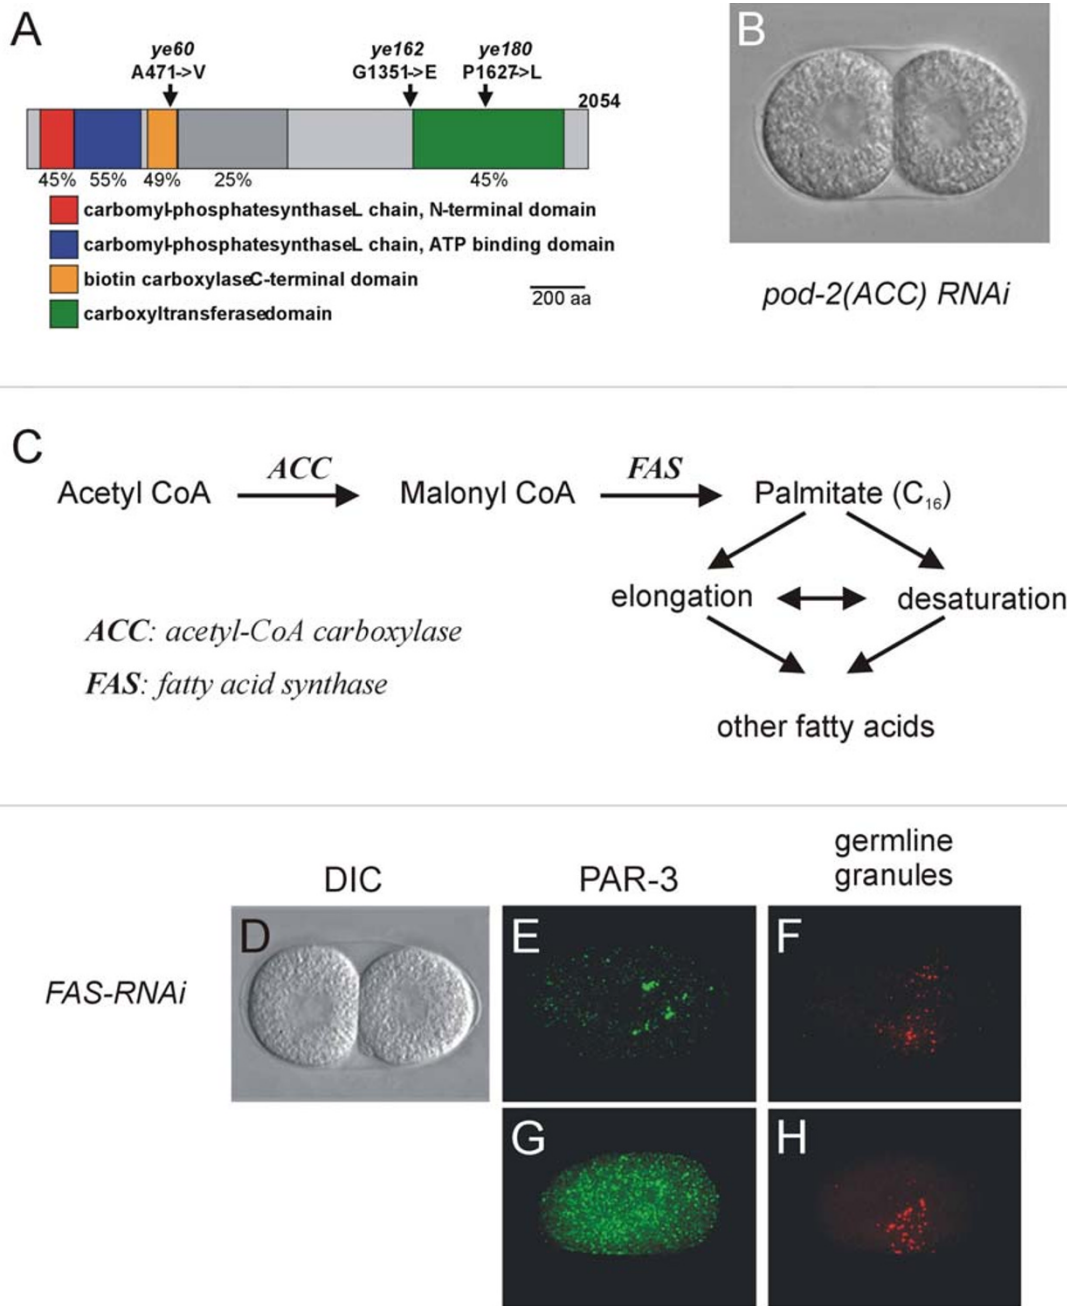 A
ye60
A471->V
ye162
G1351->E
ye180
P1627->L
2054
45%
55%
49%
25%
45%
carbomyl-phosphatesynthaseL chain, N-terminal domain
carbomyl-phosphatesynthaseL chain, ATP binding domain
biotin carboxylaseC-terminal domain
carboxyltransferasedomain
200 aa
B
pod-2(ACC) RNAi
C
Acetyl CoA
ACC
Malonyl CoA
FAS
Palmitate (C16)
elongation
desaturation
ACC: acetyl-CoA carboxylase
FAS: fatty acid synthase
other fatty acids
DIC
PAR-3
germline
granules
FAS-RNAi
D
E
F
G
H